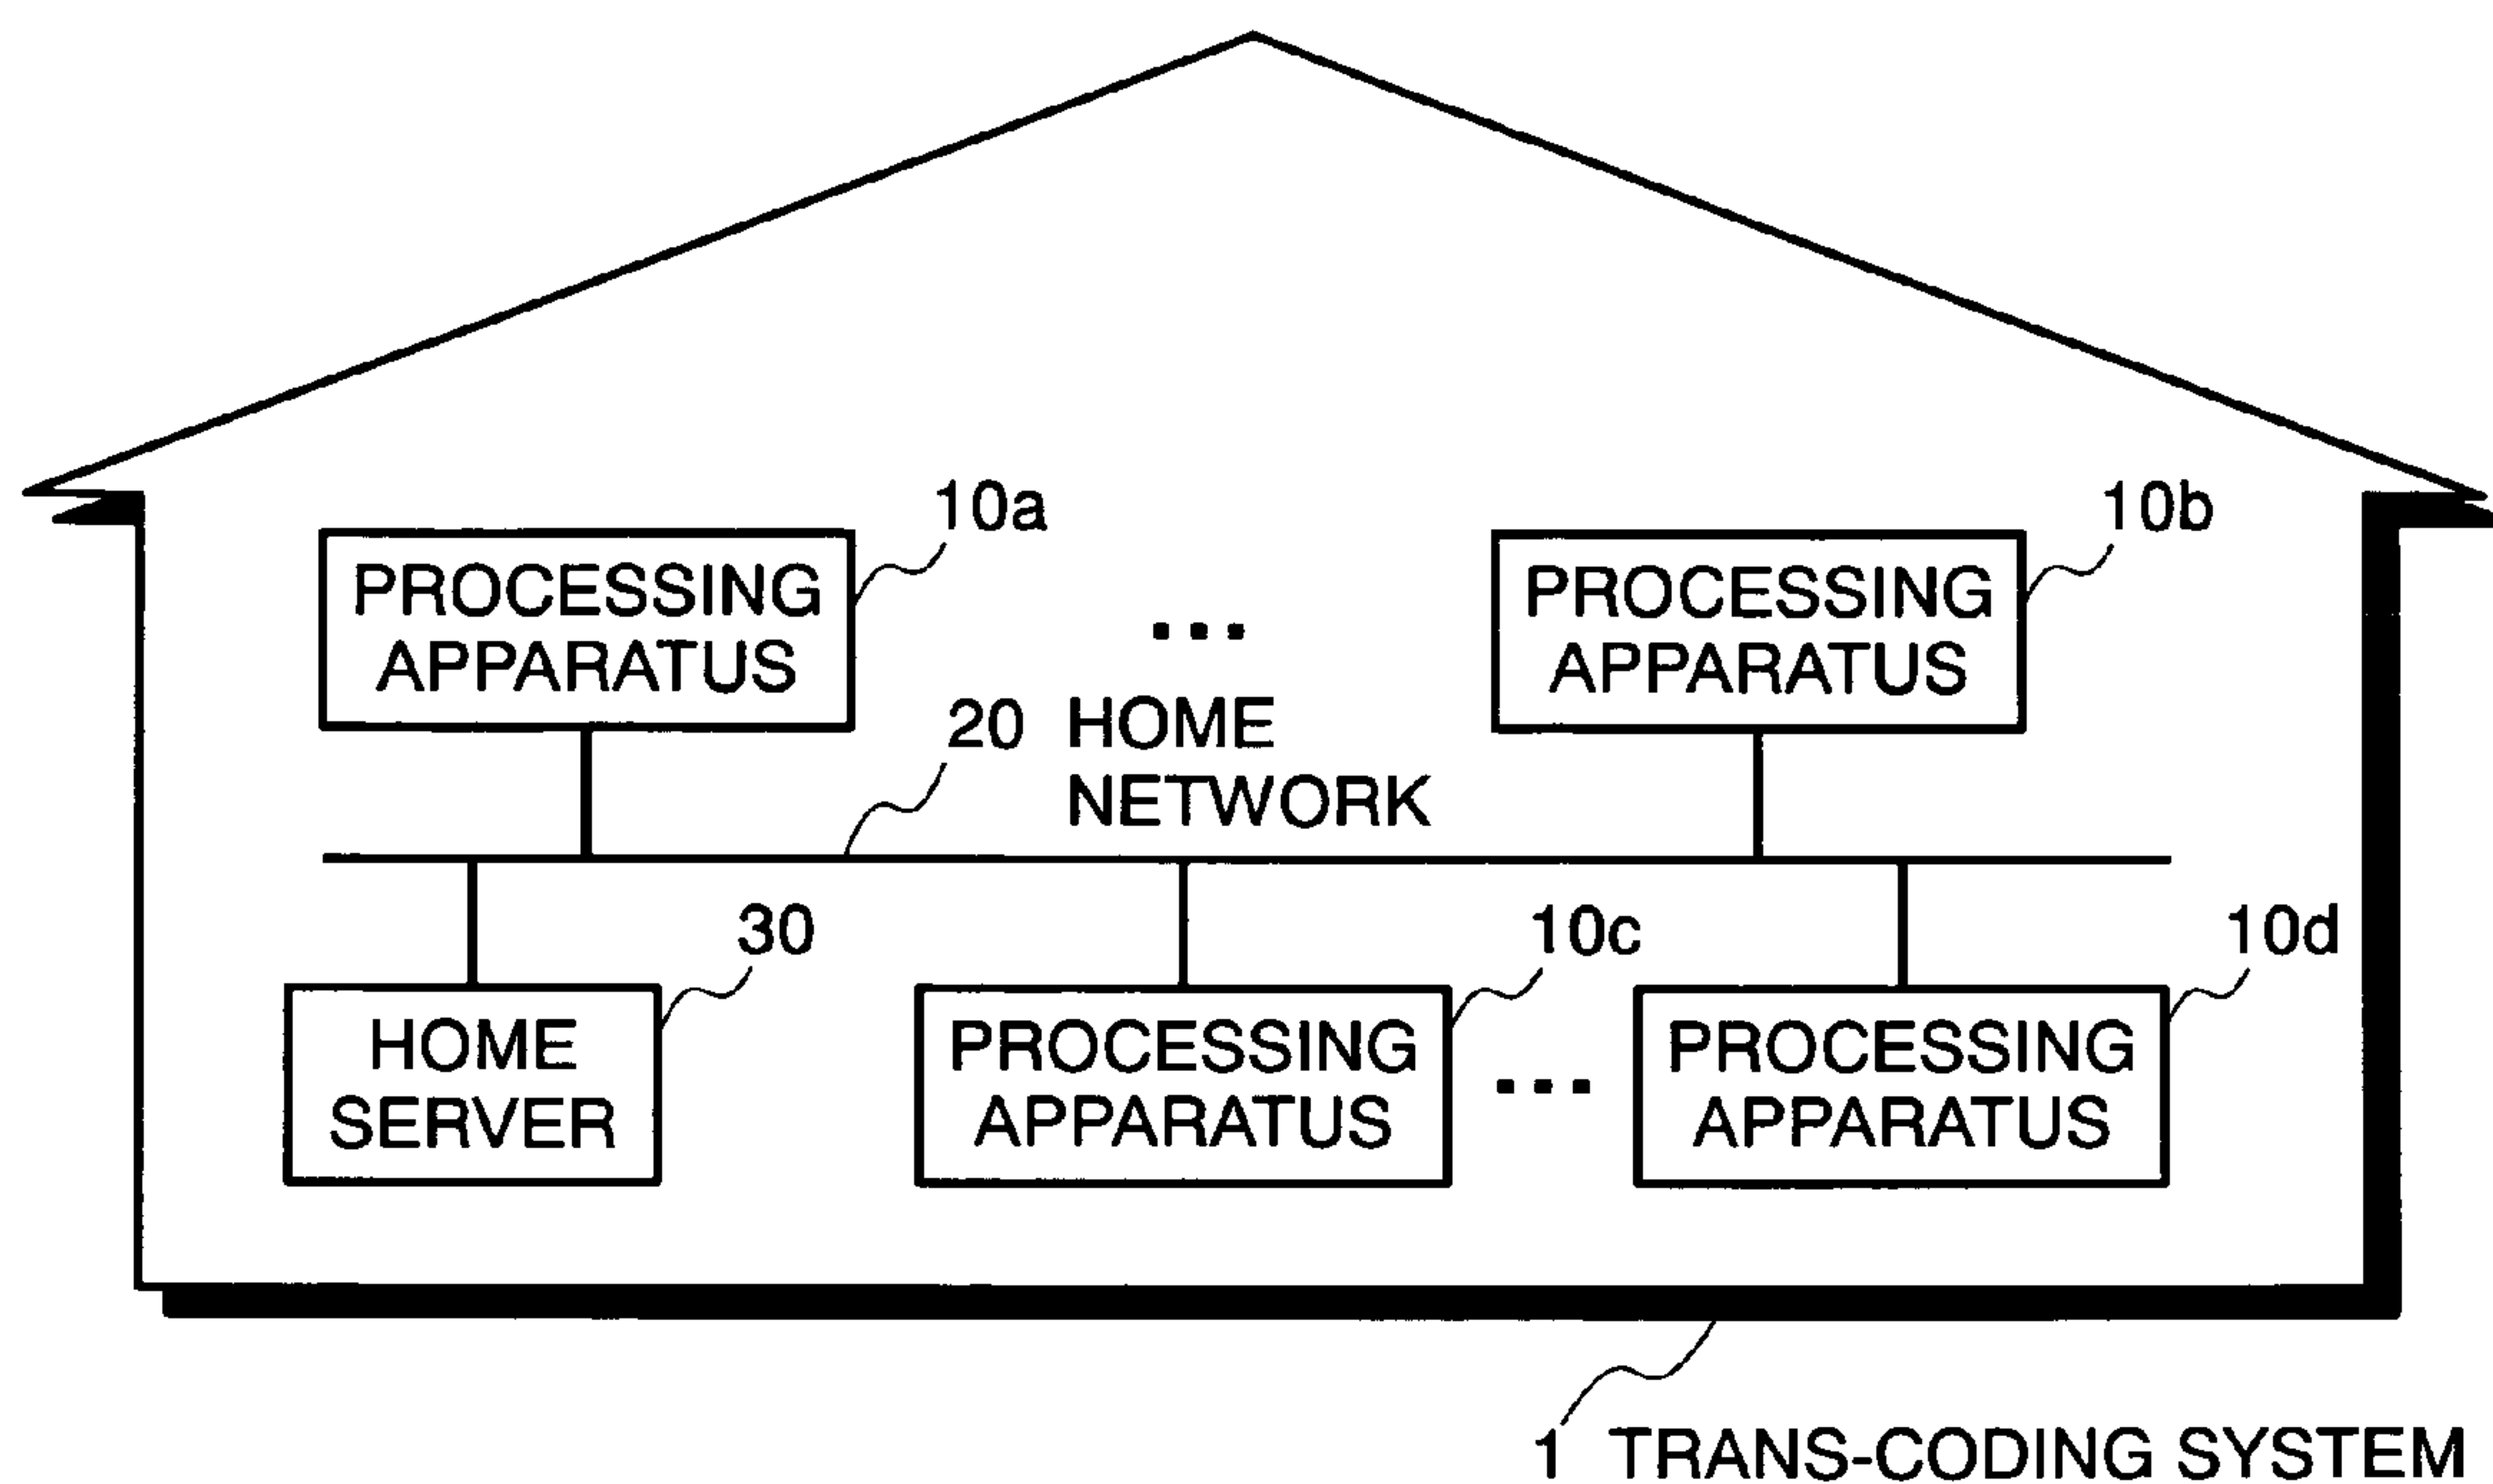 10a
10b
PROCESSING
APPARATUS
...
PROCESSING
APPARATUS
20 HOME
NETWORK
30
10c
10d
HOME
SERVER
PROCESSING
APPARATUS
...
PROCESSING
APPARATUS
1 TRANS-CODING SYSTEM